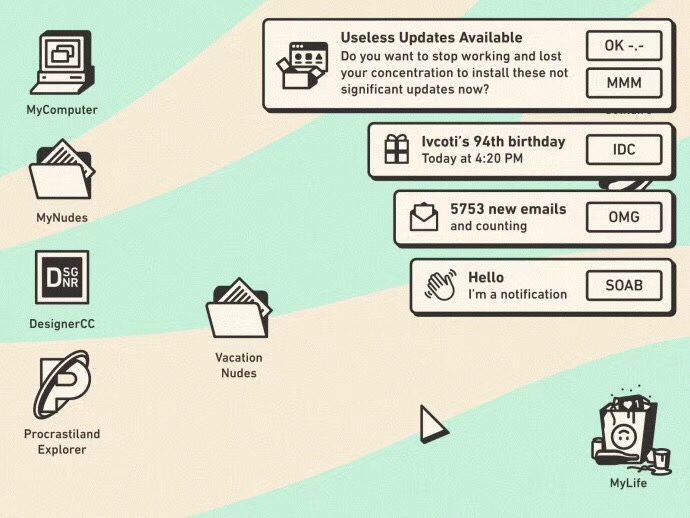 MyComputer
MyNudes
DSGNR
DesignerCC
Procrastiland
Explorer
Vacation
Nudes
Useless Updates Available
Do you want to stop working and lost
your concentration to install these not
significant updates now?
OK -.-
MMM
Ivcoti's 94th birthday
Today at 4:20 PM
IDC
5753 new emails
and counting
OMG
Hello
I'm a notification
SOAB
MyLife